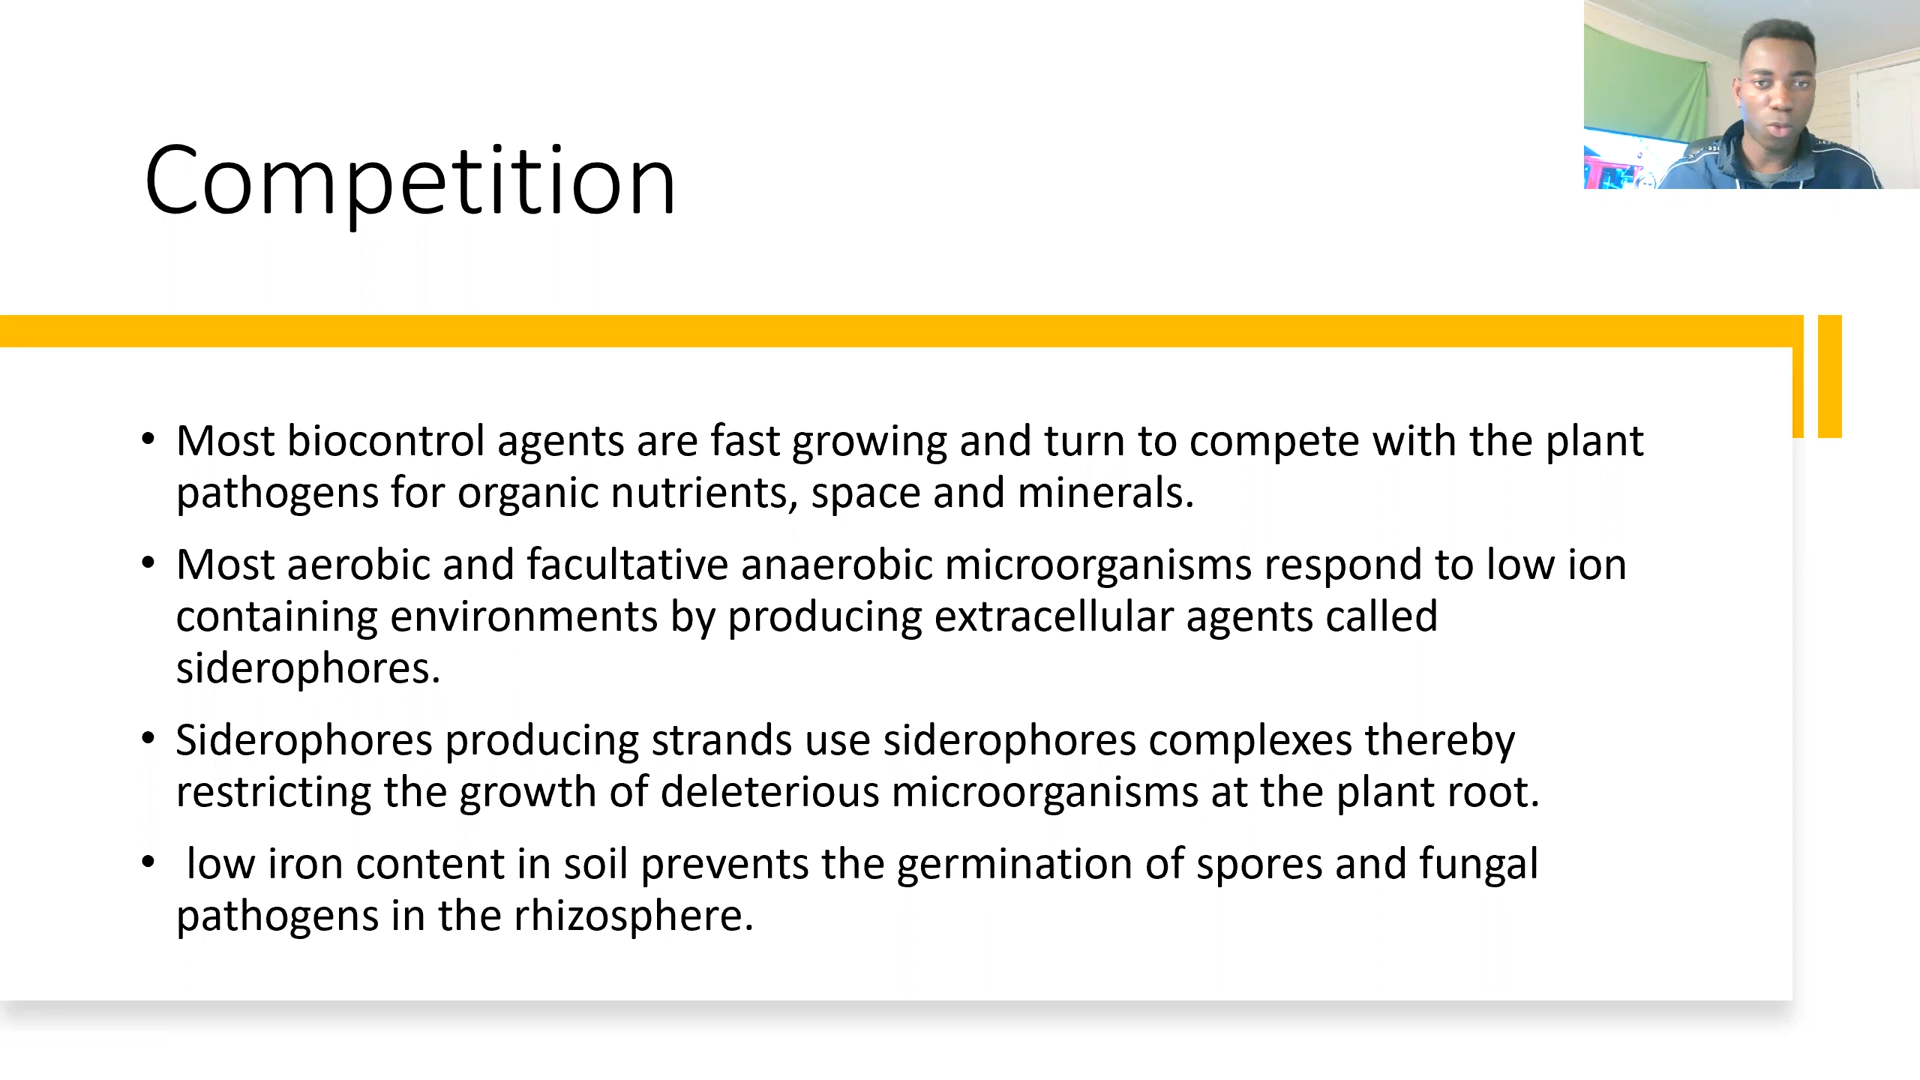 Competition
• Most biocontrol agents are fast growing and turn to compete with the plant
pathogens for organic nutrients, space and minerals.
• Most aerobic and facultative anaerobic microorganisms respond to low ion
containing environments by producing extracellular agents called
siderophores.
• Siderophores producing strands use siderophores complexes thereby
restricting the growth of deleterious microorganisms at the plant root.
• low iron content in soil prevents the germination of spores and fungal
pathogens in the rhizosphere.